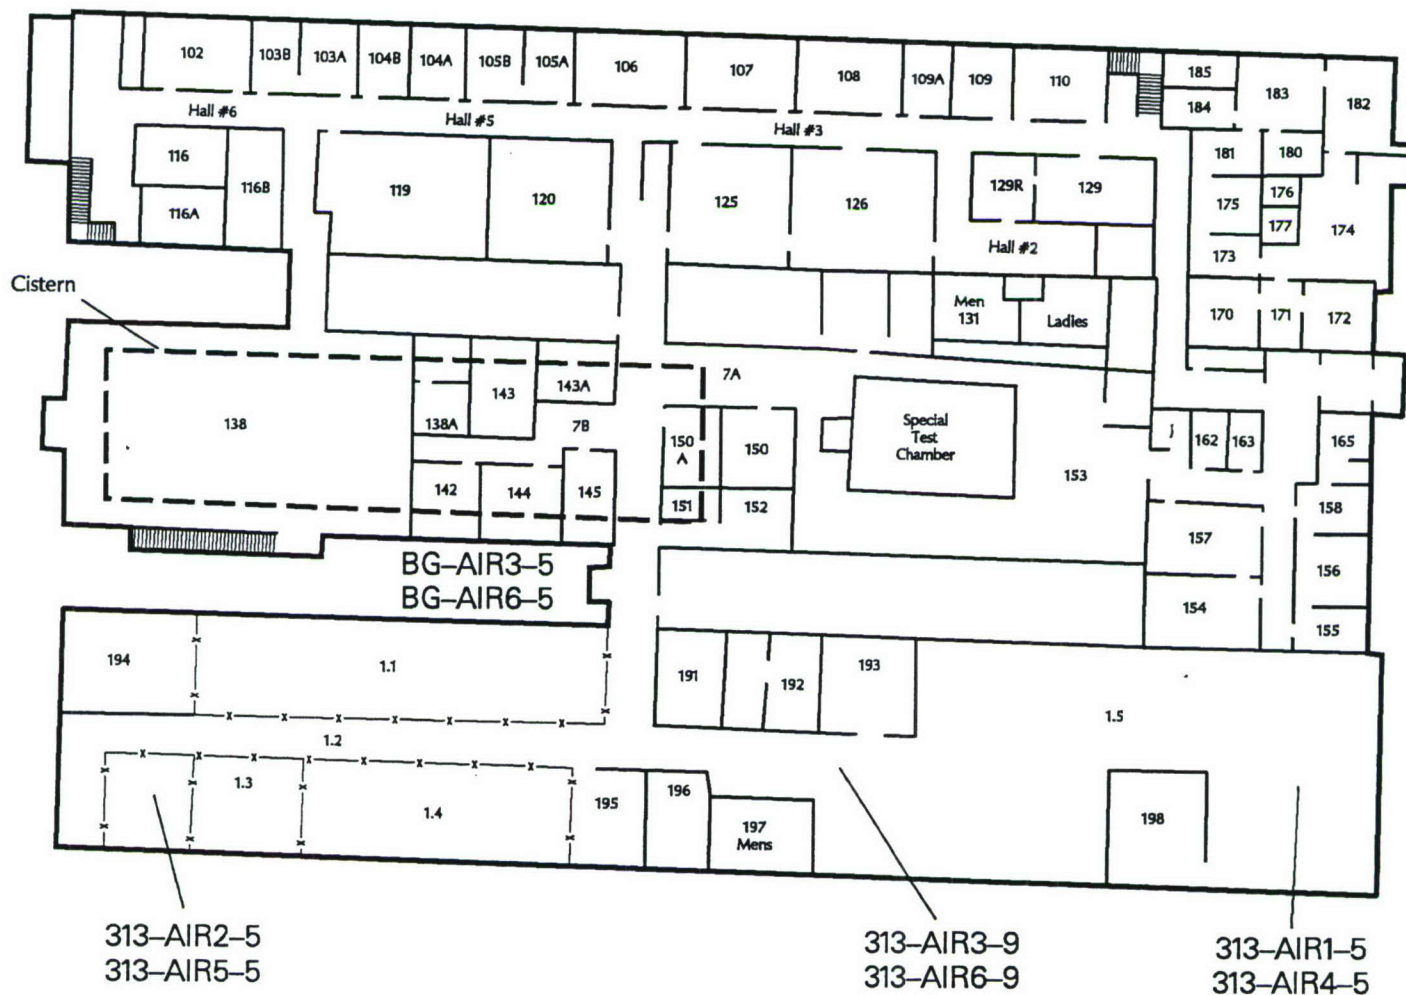 102
103B
103A
104B
104A
105B
105A
106
107
108
109A
109
110
185
184
183
182
Hall #6
Hall #5
Hall #3
116
116B
116A
119
120
125
126
129R
129
Hall #2
181
180
175
176
177
174
173
Cistern
Men
131
Ladies
170
171
172
138
138A
143
143A
7A
7B
150
A
150
151
152
Special
Test
Chamber
153
162
163
165
142
144
145
158
157
156
154
155
BG–AIR3–5
BG–AIR6–5
194
1.1
191
192
193
1.5
1.2
1.3
1.4
195
196
197
Mens
198
313–AIR2–5
313–AIR5–5
313–AIR3–9
313–AIR6–9
313–AIR1–5
313–AIR4–5